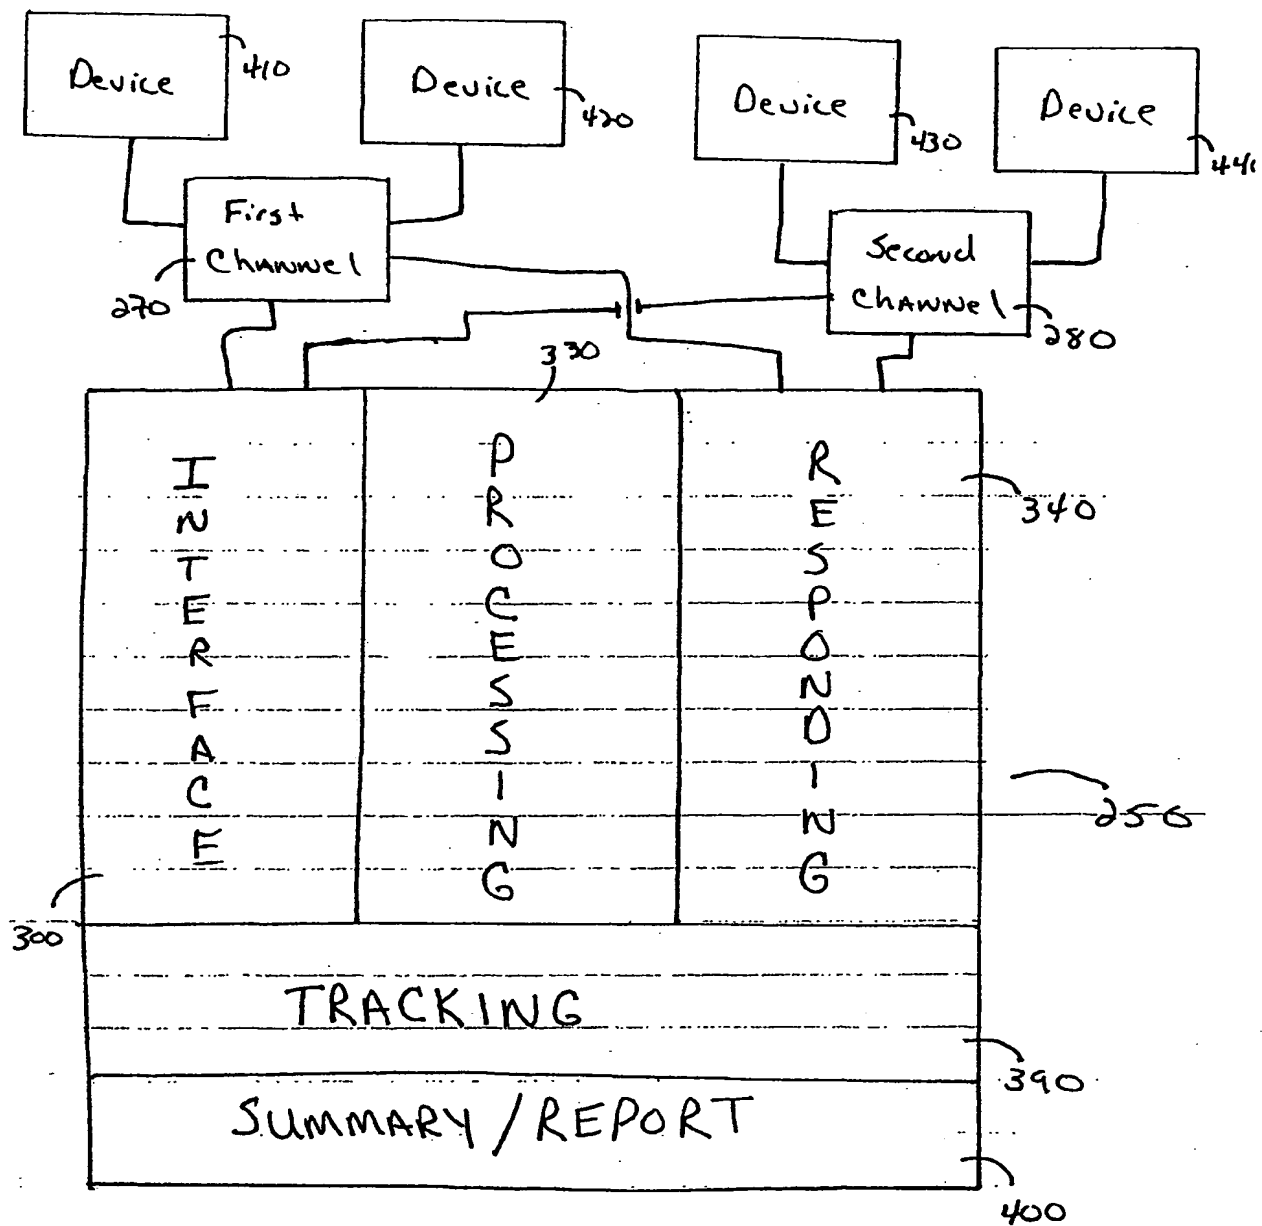 Device
410
Device
420
Device
430
Device
441
First
Channel
270
Second
Channel
280
330
INTERFACE
PROCESSING
RESPONDING
340
250
300
TRACKING
390
SUMMARY/REPORT
400